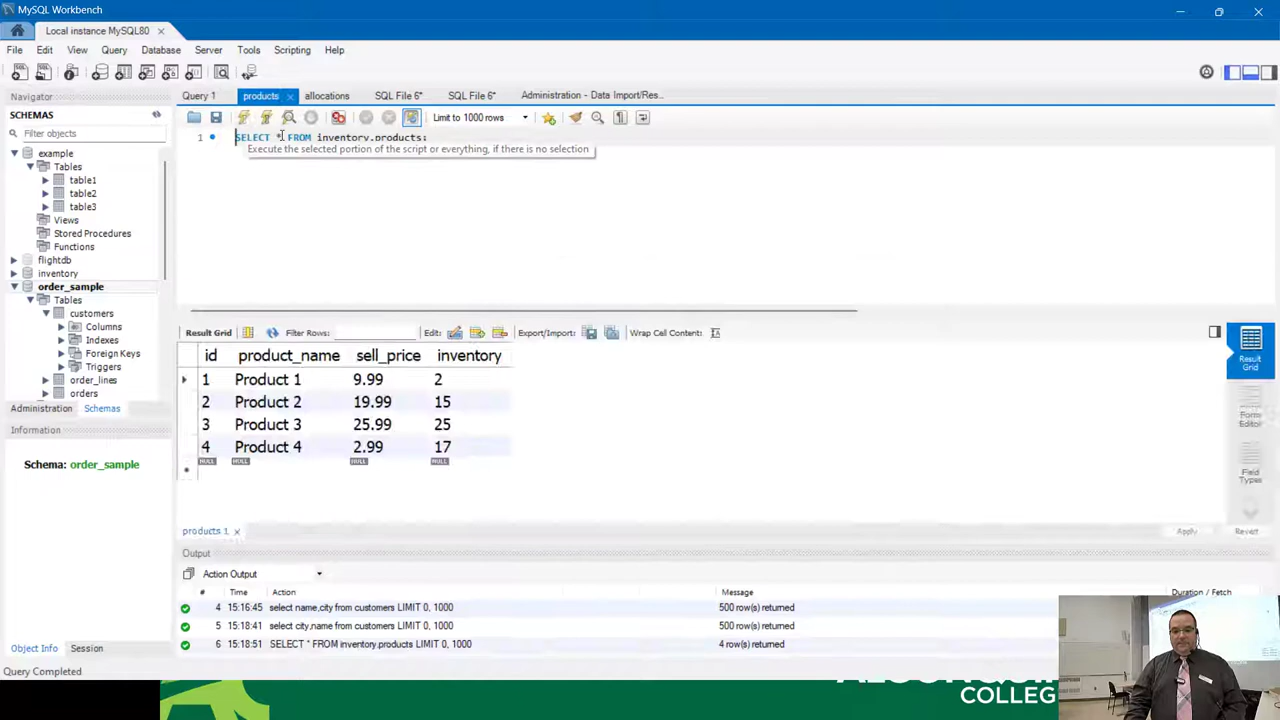 MySQL Workbench
Local instance MySQL80
File Edit View Query Database Server Tools Scripting Help
Navigator
SCHEMAS
Filter objects
example
Tables
table1
table2
table3
Views
Stored Procedures
Functions
flightdb
inventory
order_sample
Tables
customers
Columns
Indexes
Foreign Keys
Triggers
order_lines
orders
Administration Schemas
Information
Schema: order_sample
Object Info Session
Query 1 products allocations SQL File 6* SQL File 6* Administration - Data Import/Res...
Limit to 1000 rows
1 SELECT * FROM inventory.products;
Execute the selected portion of the script or everything, if there is no selection
Result Grid Filter Rows: Edit: Export/Import: Wrap Cell Content:
id product_name sell_price inventory
1 Product 1 9.99 2
2 Product 2 19.99 15
3 Product 3 25.99 25
4 Product 4 2.99 17
NULL NULL NULL NULL
Result Grid
Form Editor
Field Types
products 1 Apply Revert
Output
Action Output
# Time Action Message Duration / Fetch
4 15:16:45 select name,city from customers LIMIT 0, 1000 500 row(s) returned
5 15:18:41 select city,name from customers LIMIT 0, 1000 500 row(s) returned
6 15:18:51 SELECT * FROM inventory.products LIMIT 0, 1000 4 row(s) returned
Query Completed
COLLEG